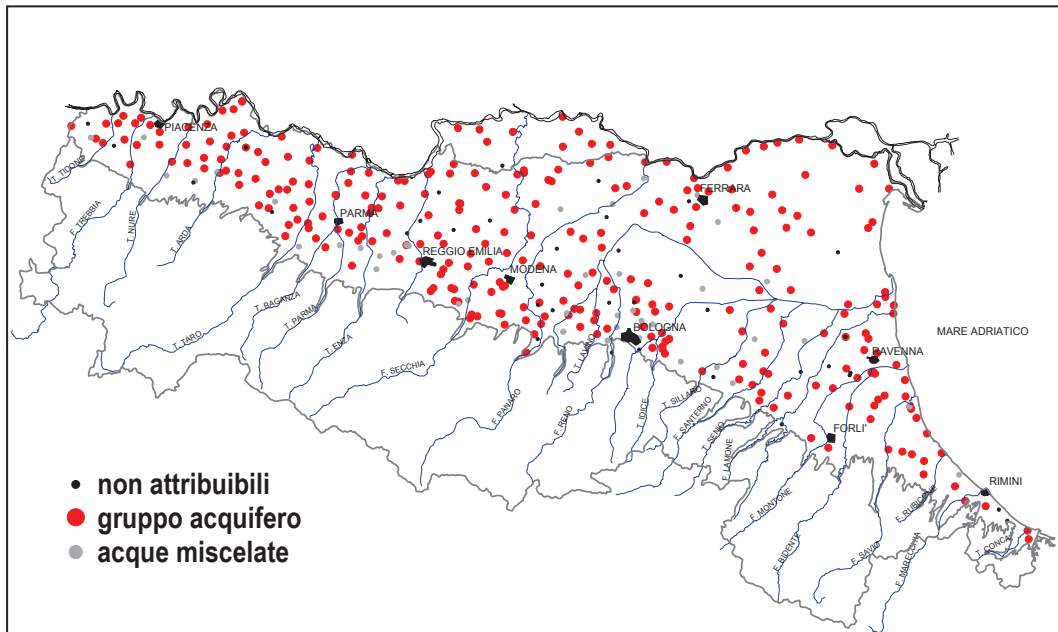 PIACENZA
T. TIDONE
F. TREBBIA
T. NURE
T. ARDA
FERRARA
PARMA
REGGIO EMILIA
MODENA
T. BAGANZA
T. PARMA
T. TARO
T. ENZA
F. SECCHIA
MARE ADRIATICO
BOLOGNA
RAVENNA
T. LAVINO
F. PANARO
F. RENO
T. IDICE
T. SILLARO
F. SANTERNO
T. SENIO
F. LAMONE
FORLI'
F. MONTONE
F. BIDENTE
F. SAVIO
F. RUBICONE
F. MARECCHIA
RIMINI
T. CONCA
non attribuibili
gruppo acquifero
acque miscelate